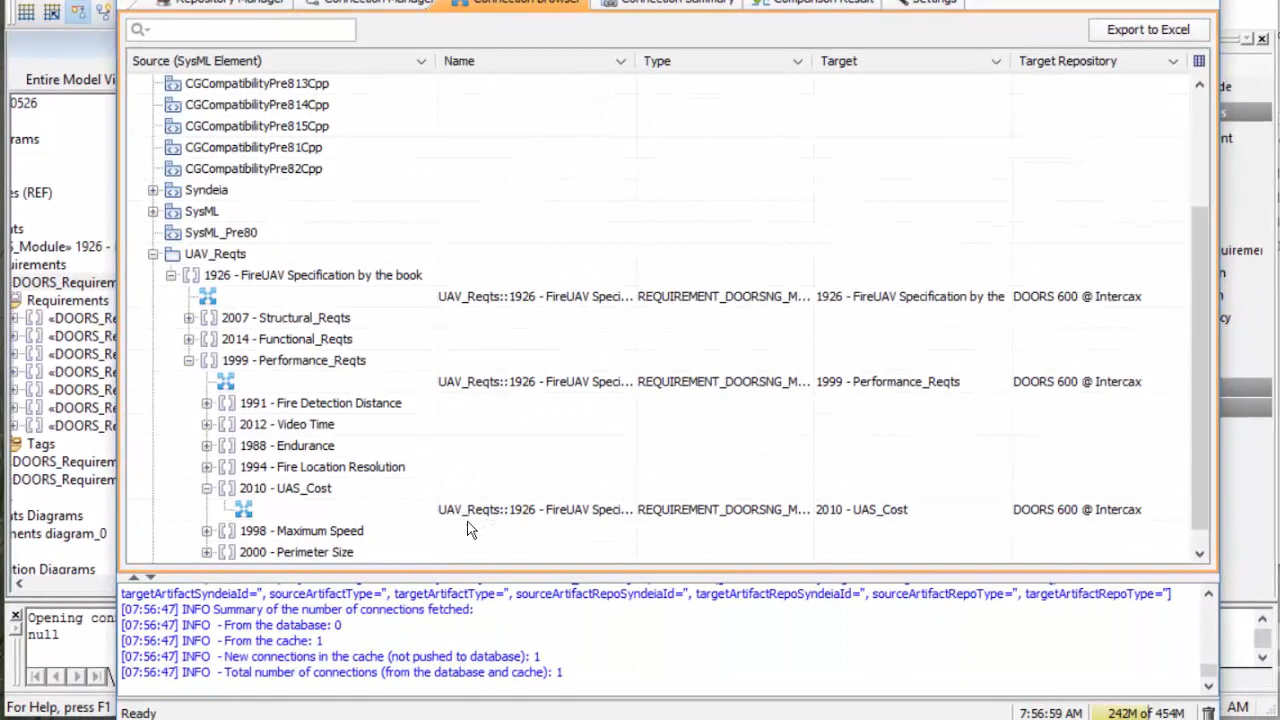 Repository Manager Connection Manager Connection Browser Connection Summary Comparison Result Settings
Export to Excel
Source (SysML Element) Name Type Target Target Repository
CGCompatibilityPre813Cpp
CGCompatibilityPre814Cpp
CGCompatibilityPre815Cpp
CGCompatibilityPre81Cpp
CGCompatibilityPre82Cpp
Syndeia
SysML
SysML_Pre80
UAV_Reqts
1926 - FireUAV Specification by the book
UAV_Reqts::1926 - FireUAV Speci... REQUIREMENT_DOORSNG_M... 1926 - FireUAV Specification by the DOORS 600 @ Intercax
2007 - Structural_Reqts
2014 - Functional_Reqts
1999 - Performance_Reqts
UAV_Reqts::1926 - FireUAV Speci... REQUIREMENT_DOORSNG_M... 1999 - Performance_Reqts DOORS 600 @ Intercax
1991 - Fire Detection Distance
2012 - Video Time
1988 - Endurance
1994 - Fire Location Resolution
2010 - UAS_Cost
UAV_Reqts::1926 - FireUAV Speci... REQUIREMENT_DOORSNG_M... 2010 - UAS_Cost DOORS 600 @ Intercax
1998 - Maximum Speed
2000 - Perimeter Size
targetArtifactSyndeiaId='', sourceArtifactType='', targetArtifactType='', sourceArtifactRepoSyndeiaId='', targetArtifactRepoSyndeiaId='', sourceArtifactRepoType='', targetArtifactRepoType='']
[07:56:47] INFO Summary of the number of connections fetched:
[07:56:47] INFO - From the database: 0
[07:56:47] INFO - From the cache: 1
[07:56:47] INFO - New connections in the cache (not pushed to database): 1
[07:56:47] INFO - Total number of connections (from the database and cache): 1
Ready 7:56:59 AM 242M of 454M
Entire Model Vi
0526
rams
s (REF)
ts
S_Module» 1926 -
irements
DOORS_Requirem
Requirements
«DOORS_Re
«DOORS_Re
«DOORS_Re
«DOORS_Re
«DOORS_Re
«DOORS_Re
«DOORS_Re
Tags
DOORS_Requirem
DOORS_Requirem
ts Diagrams
ments diagram_0
tion Diagrams
Opening con
null
For Help, press F1
de
s
nt
uiremer
cy
AM